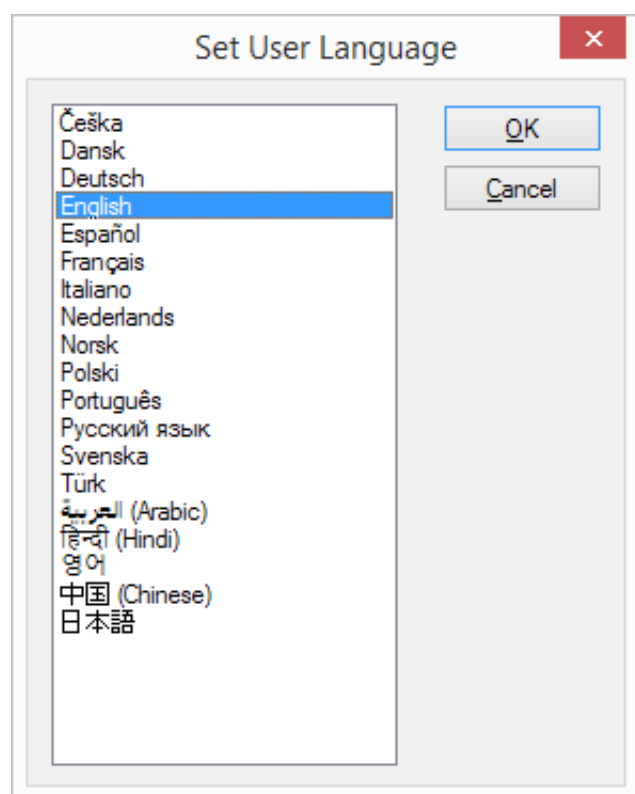 Set User Language
Češka
Dansk
Deutsch
English
Español
Français
Italiano
Nederlands
Norsk
Polski
Português
Русский язык
Svenska
Türk
العربية (Arabic)
हिन्दी (Hindi)
영어
中国 (Chinese)
日本語
OK
Cancel